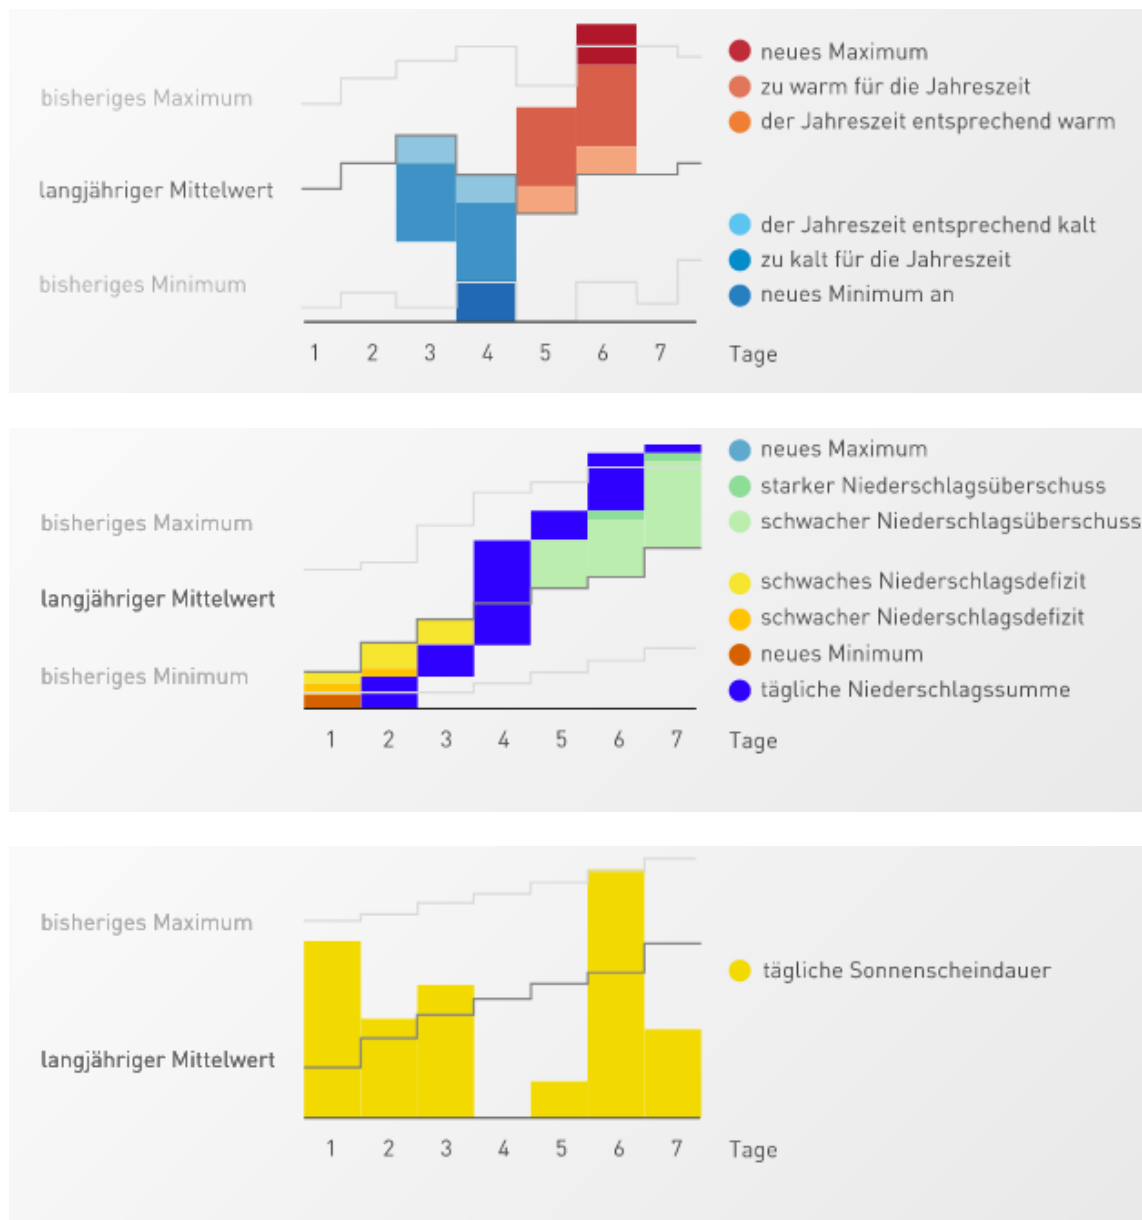 neues Maximum
zu warm für die Jahreszeit
bisheriges Maximum
der Jahreszeit entsprechend warm
langjähriger Mittelwert
der Jahreszeit entsprechend kalt
zu kalt für die Jahreszeit
bisheriges Minimum
neues Minimum an
1 2 3 4 5 6 7 Tage
neues Maximum
starker Niederschlagsüberschuss
bisheriges Maximum
schwacher Niederschlagsüberschuss
schwaches Niederschlagsdefizit
langjähriger Mittelwert
schwacher Niederschlagsdefizit
neues Minimum
bisheriges Minimum
tägliche Niederschlagssumme
1 2 3 4 5 6 7 Tage
bisheriges Maximum
tägliche Sonnenscheindauer
langjähriger Mittelwert
1 2 3 4 5 6 7 Tage